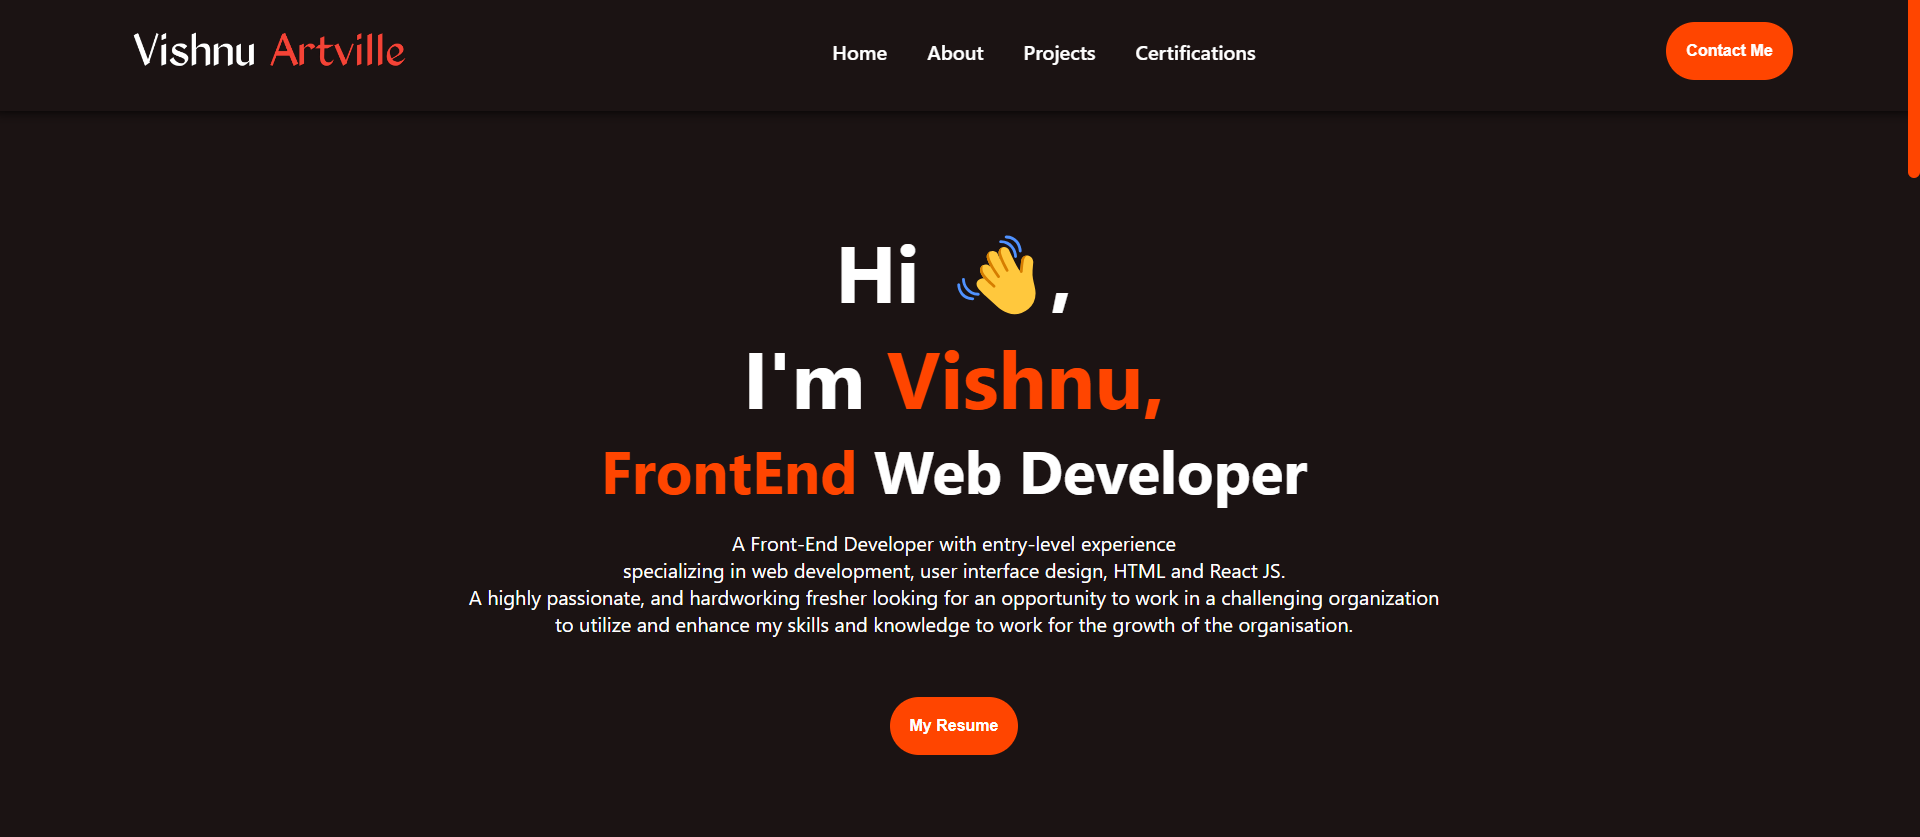 Vishnu Artville
Home About Projects Certifications
Contact Me
Hi 👋,
I'm Vishnu,
FrontEnd Web Developer
A Front-End Developer with entry-level experience
specializing in web development, user interface design, HTML and React JS.
A highly passionate, and hardworking fresher looking for an opportunity to work in a challenging organization
to utilize and enhance my skills and knowledge to work for the growth of the organisation.
My Resume